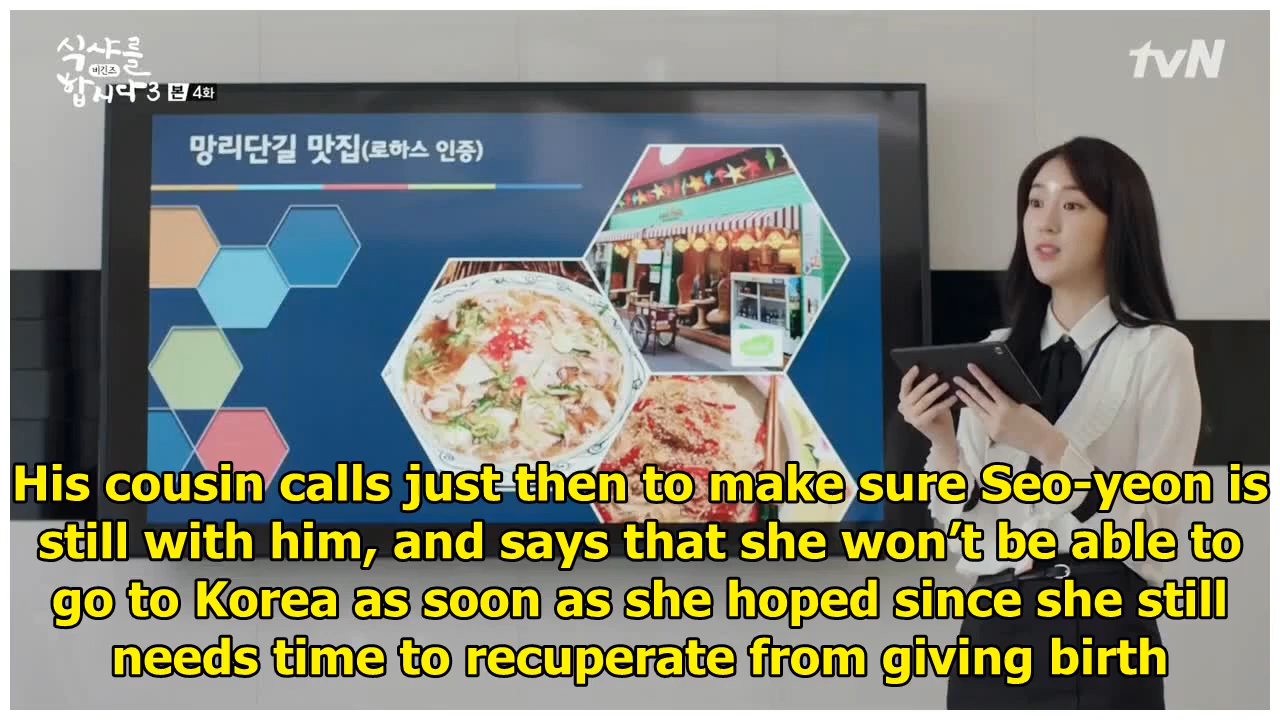 식샤를
비긴즈
합시다3 본 4화
tvN
망리단길 맛집(로하스 인증)
His cousin calls just then to make sure Seo-yeon is
still with him, and says that she won’t be able to
go to Korea as soon as she hoped since she still
needs time to recuperate from giving birth